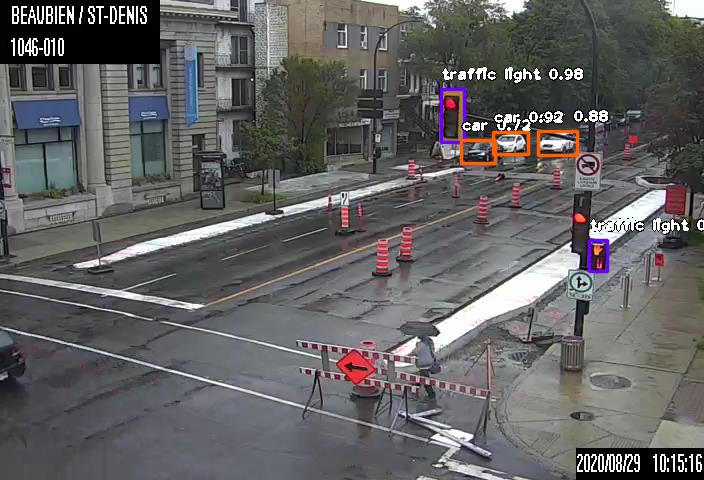 BEAUBIEN / ST-DENIS
1046-010
traffic light 0.98
car 0.92
0.88
car 0.72
traffic light 0
2020/08/29 10:15:16